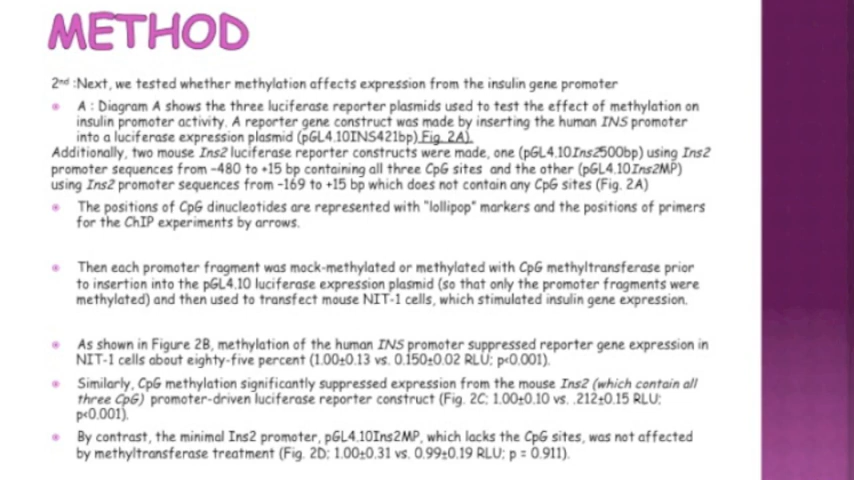 METHOD
2nd :Next, we tested whether methylation affects expression from the insulin gene promoter
A : Diagram A shows the three luciferase reporter plasmids used to test the effect of methylation on
insulin promoter activity. A reporter gene construct was made by inserting the human INS promoter
into a luciferase expression plasmid (pGL4.10INS421bp) Fig. 2A).
Additionally, two mouse Ins2 luciferase reporter constructs were made, one (pGL4.10Ins2500bp) using Ins2
promoter sequences from -480 to +15 bp containing all three CpG sites and the other (pGL4.10Ins2MP)
using Ins2 promoter sequences from -169 to +15 bp which does not contain any CpG sites (Fig. 2A)
The positions of CpG dinucleotides are represented with "lollipop" markers and the positions of primers
for the ChIP experiments by arrows.
Then each promoter fragment was mock-methylated or methylated with CpG methyltransferase prior
to insertion into the pGL4.10 luciferase expression plasmid (so that only the promoter fragments were
methylated) and then used to transfect mouse NIT-1 cells, which stimulated insulin gene expression.
As shown in Figure 2B, methylation of the human INS promoter suppressed reporter gene expression in
NIT-1 cells about eighty-five percent (1.00±0.13 vs. 0.150±0.02 RLU; p<0.001).
Similarly, CpG methylation significantly suppressed expression from the mouse Ins2 (which contain all
three CpG) promoter-driven luciferase reporter construct (Fig. 2C; 1.00±0.10 vs. .212±0.15 RLU;
p<0.001).
By contrast, the minimal Ins2 promoter, pGL4.10Ins2MP, which lacks the CpG sites, was not affected
by methyltransferase treatment (Fig. 2D; 1.00±0.31 vs. 0.99±0.19 RLU; p = 0.911).